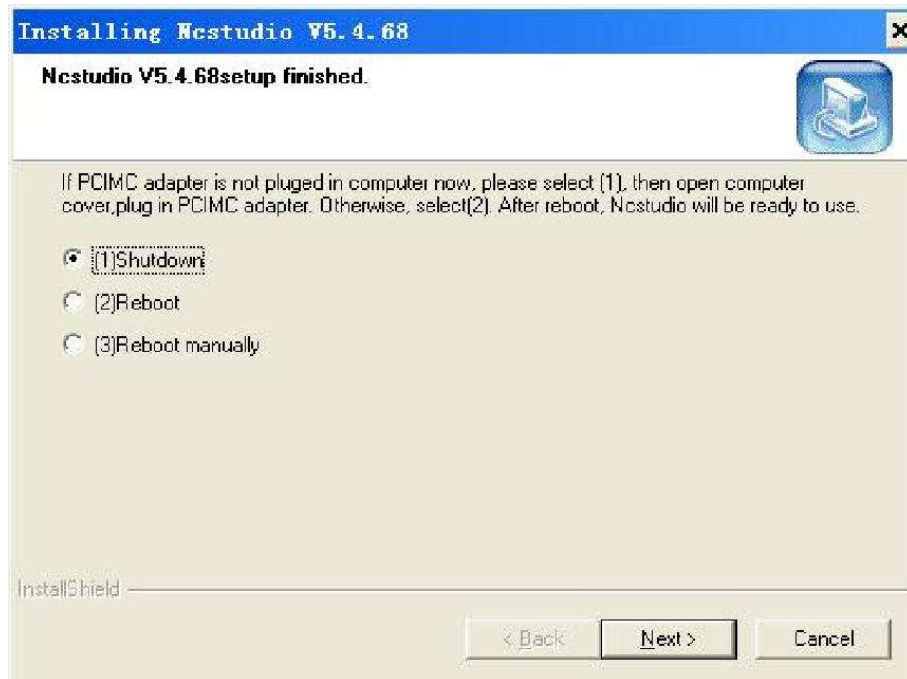 Installing Ncstudio V5.4.68
Ncstudio V5.4.68setup finished.
If PCIMC adapter is not pluged in computer now, please select (1), then open computer
cover,plug in PCIMC adapter. Otherwise, select(2). After reboot, Ncstudio will be ready to use.
(1)Shutdown
(2)Reboot
(3)Reboot manually
InstallShield
< Back Next > Cancel